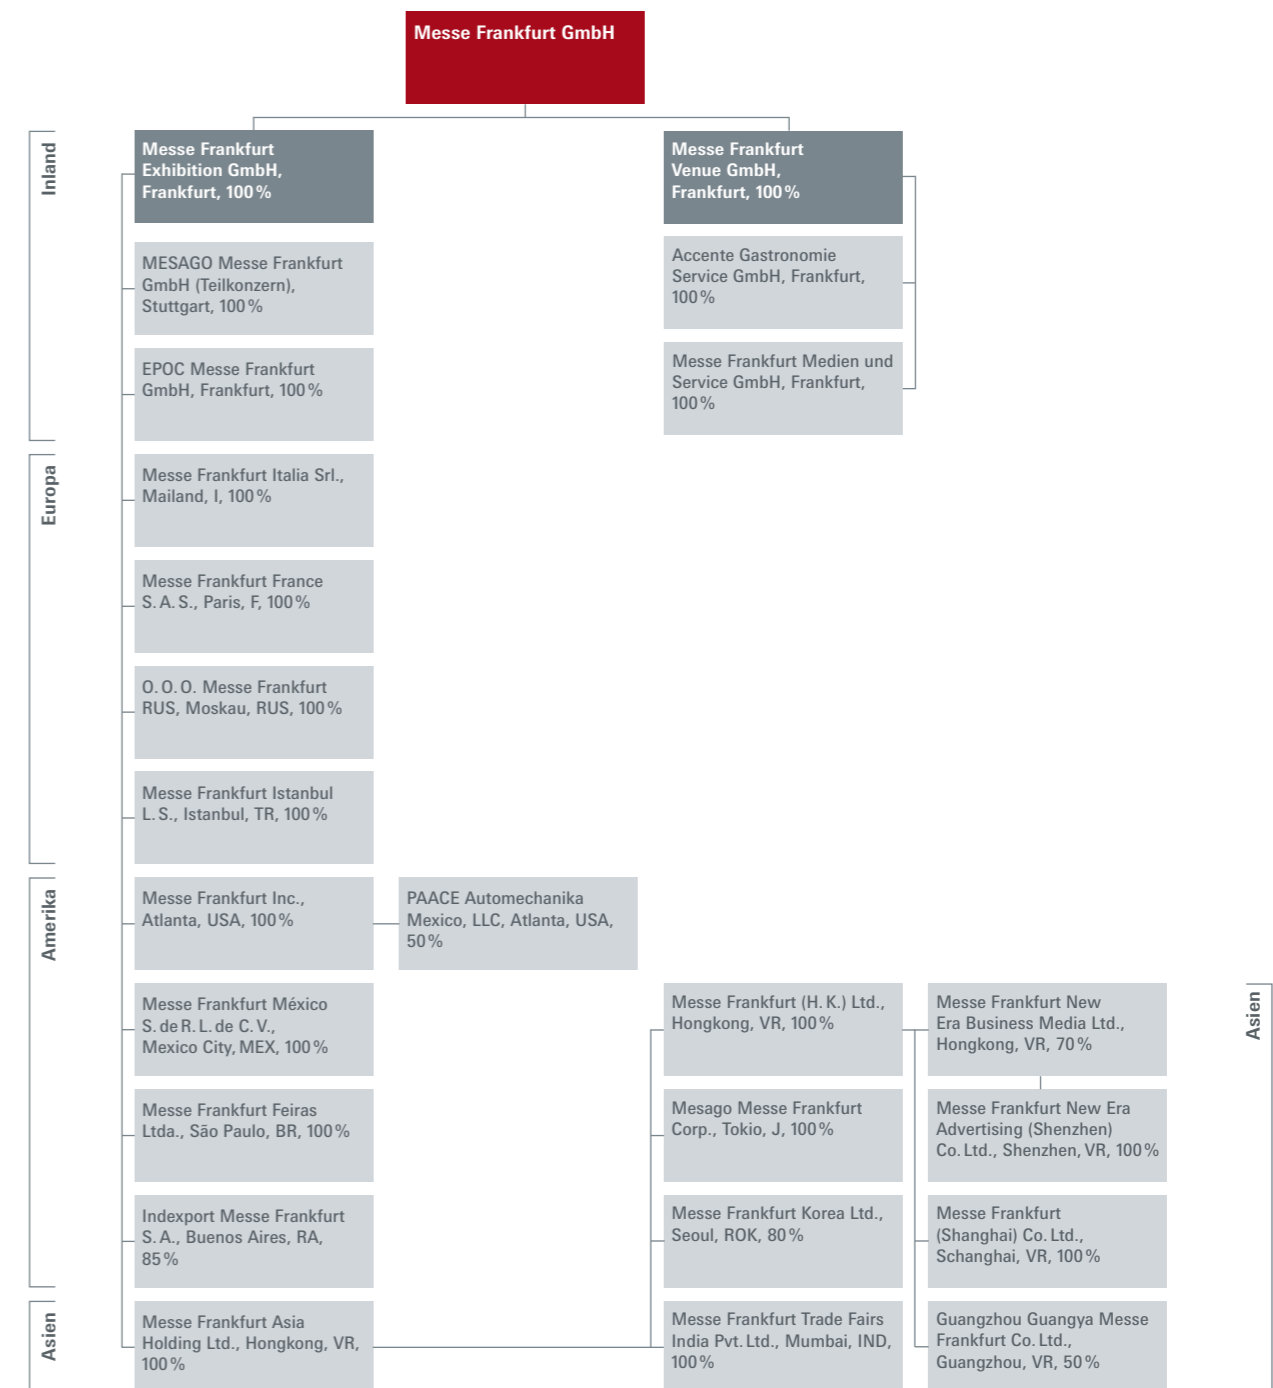 Messe Frankfurt GmbH
Inland
Messe Frankfurt
Exhibition GmbH,
Frankfurt, 100 %
Messe Frankfurt
Venue GmbH,
Frankfurt, 100 %
MESAGO Messe Frankfurt
GmbH (Teilkonzern),
Stuttgart, 100 %
Accente Gastronomie
Service GmbH, Frankfurt,
100 %
EPOC Messe Frankfurt
GmbH, Frankfurt, 100 %
Messe Frankfurt Medien und
Service GmbH, Frankfurt,
100 %
Europa
Messe Frankfurt Italia Srl.,
Mailand, I, 100 %
Messe Frankfurt France
S. A. S., Paris, F, 100 %
O. O. O. Messe Frankfurt
RUS, Moskau, RUS, 100 %
Messe Frankfurt Istanbul
L. S., Istanbul, TR, 100 %
Amerika
Messe Frankfurt Inc.,
Atlanta, USA, 100 %
PAACE Automechanika
Mexico, LLC, Atlanta, USA,
50 %
Messe Frankfurt México
S. de R. L. de C. V.,
Mexico City, MEX, 100 %
Messe Frankfurt (H. K.) Ltd.,
Hongkong, VR, 100 %
Messe Frankfurt New
Era Business Media Ltd.,
Hongkong, VR, 70 %
Asien
Messe Frankfurt Feiras
Ltda., São Paulo, BR, 100 %
Mesago Messe Frankfurt
Corp., Tokio, J, 100 %
Messe Frankfurt New Era
Advertising (Shenzhen)
Co. Ltd., Shenzhen, VR, 100 %
Indexport Messe Frankfurt
S. A., Buenos Aires, RA,
85 %
Messe Frankfurt Korea Ltd.,
Seoul, ROK, 80 %
Messe Frankfurt
(Shanghai) Co. Ltd.,
Schanghai, VR, 100 %
Asien
Messe Frankfurt Asia
Holding Ltd., Hongkong, VR,
100 %
Messe Frankfurt Trade Fairs
India Pvt. Ltd., Mumbai, IND,
100 %
Guangzhou Guangya Messe
Frankfurt Co. Ltd.,
Guangzhou, VR, 50 %